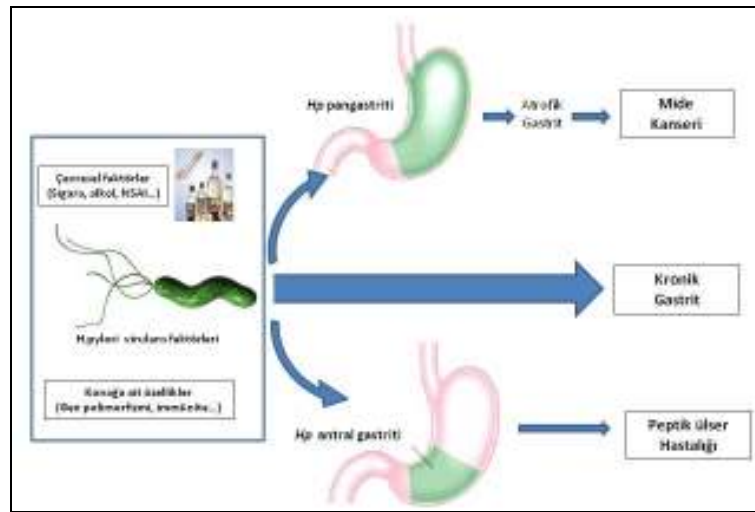 Hp pangastriti
Atrofik
Gastrit
Mide
Kanseri
Çevresel faktörler
(Sigara, alkol, NSAİİ...)
H.pylori virulans faktörleri
Konağa ait özellikler
(Gen polimorfizmi, immünite...)
Kronik
Gastrit
Hp antral gastriti
Peptik ülser
Hastalığı